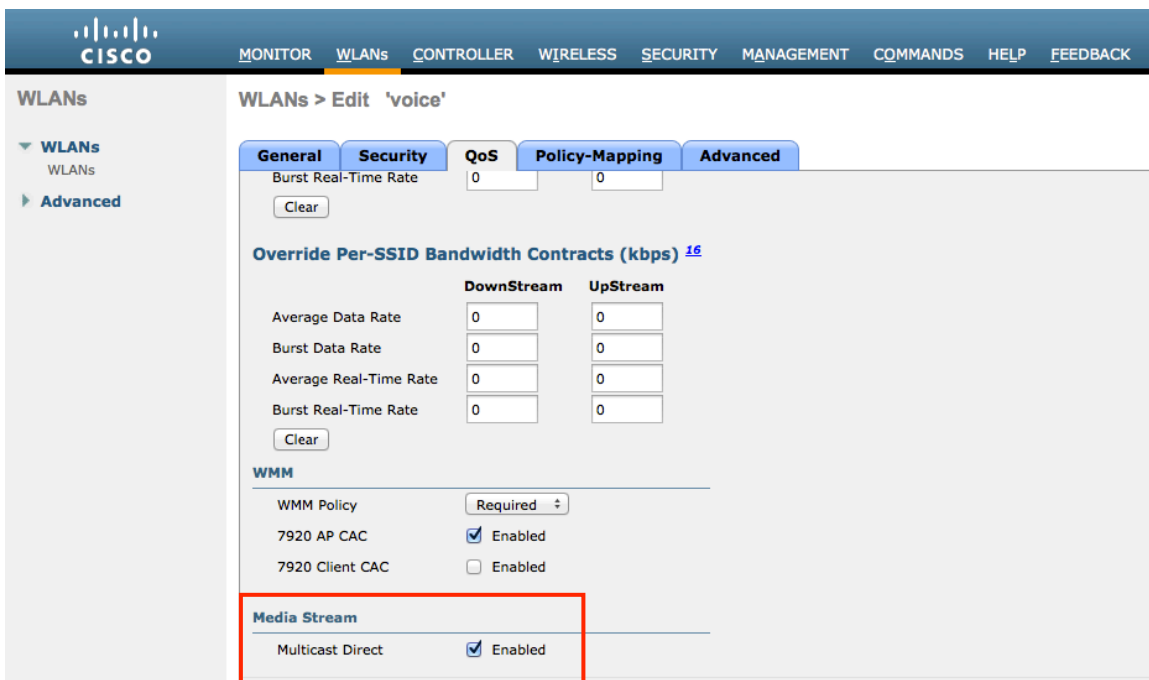 CISCO
MONITOR WLANs CONTROLLER WIRELESS SECURITY MANAGEMENT COMMANDS HELP FEEDBACK
WLANs
WLANs
WLANs
Advanced
WLANs > Edit 'voice'
General Security QoS Policy-Mapping Advanced
Burst Real-Time Rate 0 0
Clear
Override Per-SSID Bandwidth Contracts (kbps) 16
DownStream UpStream
Average Data Rate 0 0
Burst Data Rate 0 0
Average Real-Time Rate 0 0
Burst Real-Time Rate 0 0
Clear
WMM
WMM Policy Required
7920 AP CAC Enabled
7920 Client CAC Enabled
Media Stream
Multicast Direct Enabled